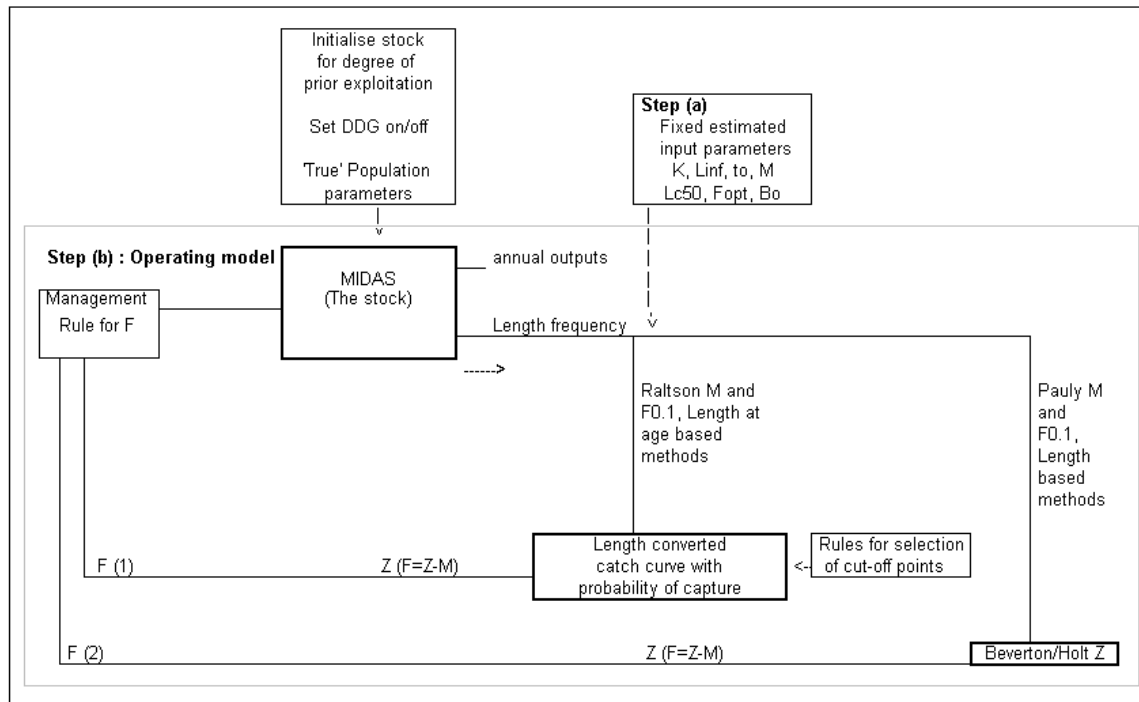 Initialise stock
for degree of
prior exploitation
Set DDG on/off
'True' Population
parameters
Step (a)
Fixed estimated
input parameters
K, Linf, to, M
Lc50, Fopt, Bo
Step (b) : Operating model
MIDAS
(The stock)
annual outputs
Management
Rule for F
Length frequency
Raltson M and
F0.1, Length at
age based
methods
Pauly M
and
F0.1,
Length
based
methods
Length converted
catch curve with
probability of capture
Rules for selection
of cut-off points
F (1)
Z (F=Z-M)
F (2)
Z (F=Z-M)
Beverton/Holt Z